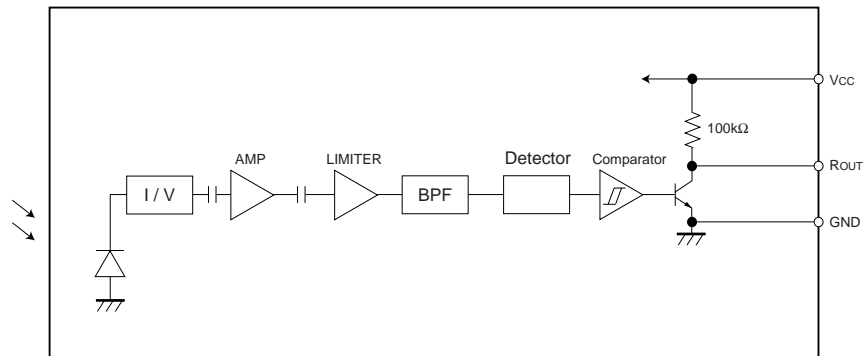 VCC
100kΩ
AMP
LIMITER
Detector
Comparator
ROUT
I / V
BPF
GND